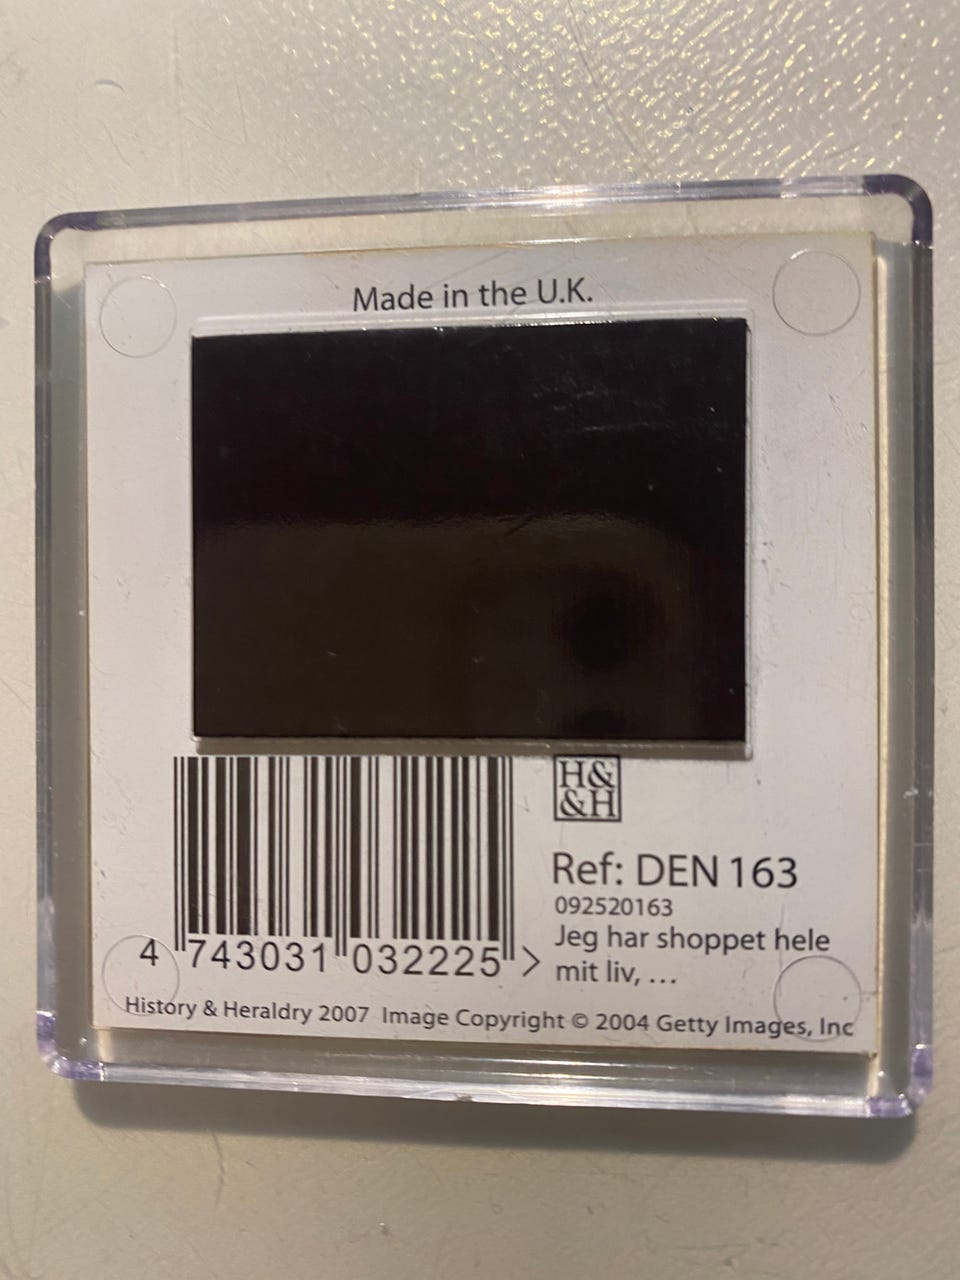 Made in the U.K.
H&
&H
Ref: DEN 163
092520163
Jeg har shoppet hele
mit liv, ...
4 743031 032225 >
History & Heraldry 2007 Image Copyright © 2004 Getty Images, Inc